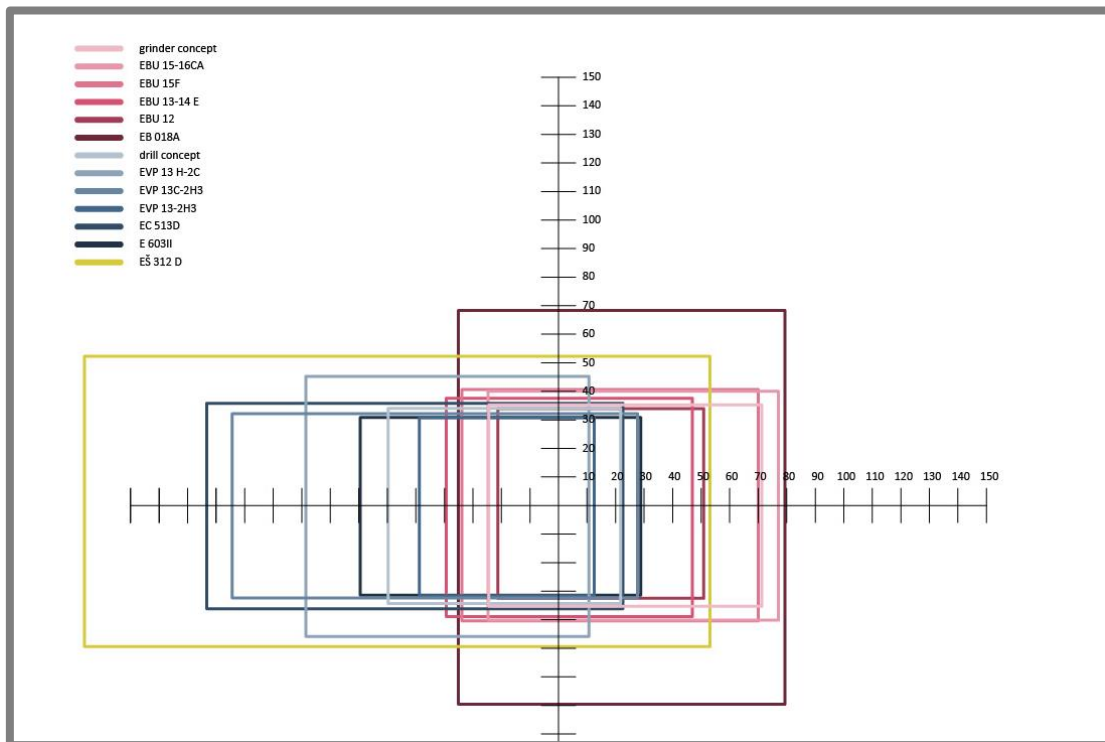 grinder concept
EBU 15-16CA
EBU 15F
EBU 13-14 E
EBU 12
EB 018A
drill concept
EVP 13 H-2C
EVP 13C-2H3
EVP 13-2H3
EC 513D
E 603II
EŠ 312 D
150
140
130
120
110
100
90
80
70
60
50
40
30
20
10
10 20 30 40 50 60 70 80 90 100 110 120 130 140 150